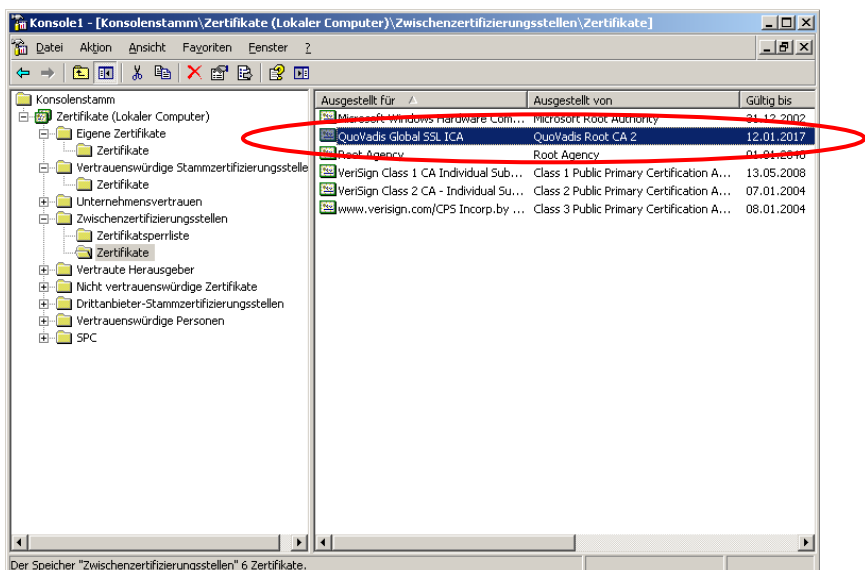 Konsole1 - [Konsolenstamm\Zertifikate (Lokaler Computer)\Zwischenzertifizierungsstellen\Zertifikate]
Datei Aktion Ansicht Favoriten Fenster ?
Konsolenstamm
Zertifikate (Lokaler Computer)
Eigene Zertifikate
Zertifikate
Vertrauenswürdige Stammzertifizierungsstelle
Zertifikate
Unternehmensvertrauen
Zwischenzertifizierungsstellen
Zertifikatsperrliste
Zertifikate
Vertraute Herausgeber
Nicht vertrauenswürdige Zertifikate
Drittanbieter-Stammzertifizierungsstellen
Vertrauenswürdige Personen
SPC
Ausgestellt für Ausgestellt von Gültig bis
Microsoft Windows Hardware Com... Microsoft Root Authority 31.12.2002
QuoVadis Global SSL ICA QuoVadis Root CA 2 12.01.2017
Root Agency Root Agency 01.01.2040
VeriSign Class 1 CA Individual Sub... Class 1 Public Primary Certification A... 13.05.2008
VeriSign Class 2 CA - Individual Su... Class 2 Public Primary Certification A... 07.01.2004
www.verisign.com/CPS Incorp.by ... Class 3 Public Primary Certification A... 08.01.2004
Der Speicher "Zwischenzertifizierungsstellen" 6 Zertifikate.